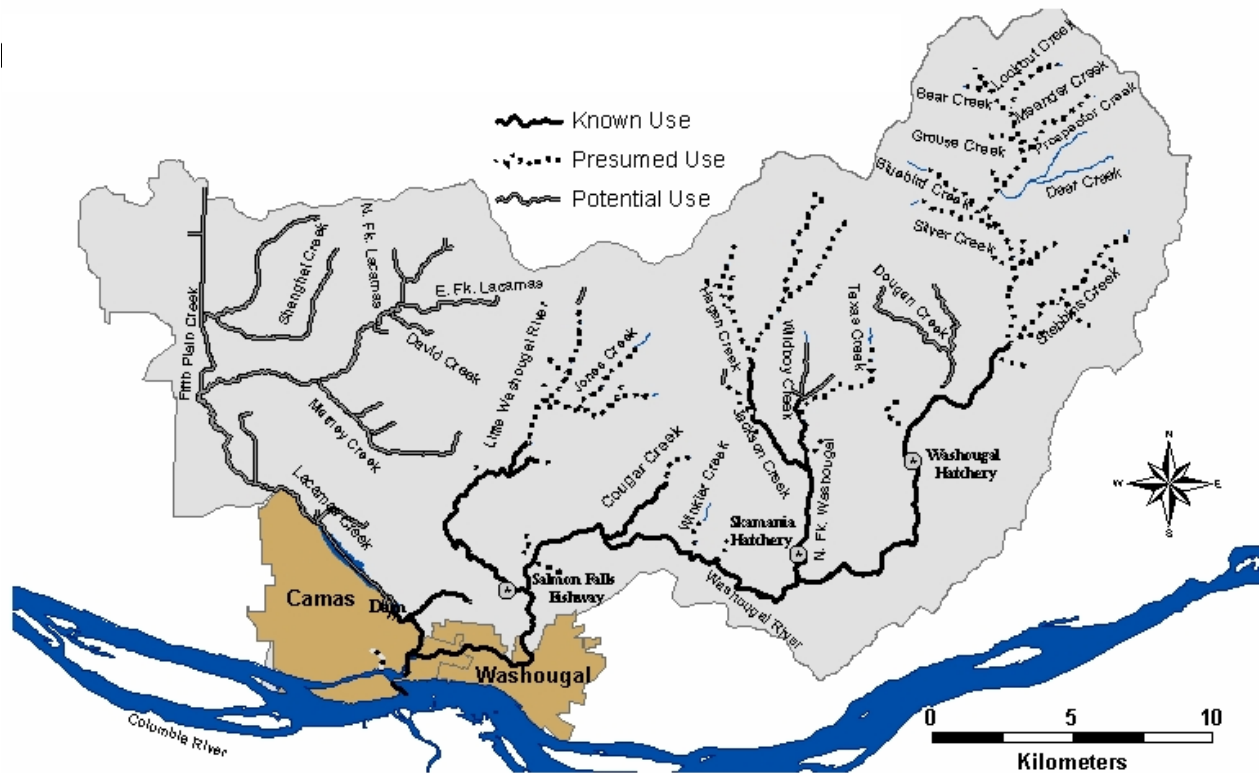 Lookout Creek
Bear Creek
Meander Creek
Prospector Creek
Grouse Creek
Bluebird Creek
Deer Creek
Silver Creek
Stebbins Creek
Known Use
Presumed Use
Potential Use
Fifth Plain Creek
Shanghai Creek
N. Fk. Lacamas
E. Fk. Lacamas
David Creek
Matney Creek
Lacamas Creek
Little Washougal River
Jones Creek
Cougar Creek
Winkler Creek
Hagen Creek
Jackson Creek
Wildboy Creek
Texas Creek
Dougan Creek
N. Fk. Washougal
Washougal
Hatchery
Skamania
Hatchery
Salmon Falls
Fishway
Washougal River
Camas
Dam
Washougal
Columbia River
N
W
E
S
0
5
10
Kilometers